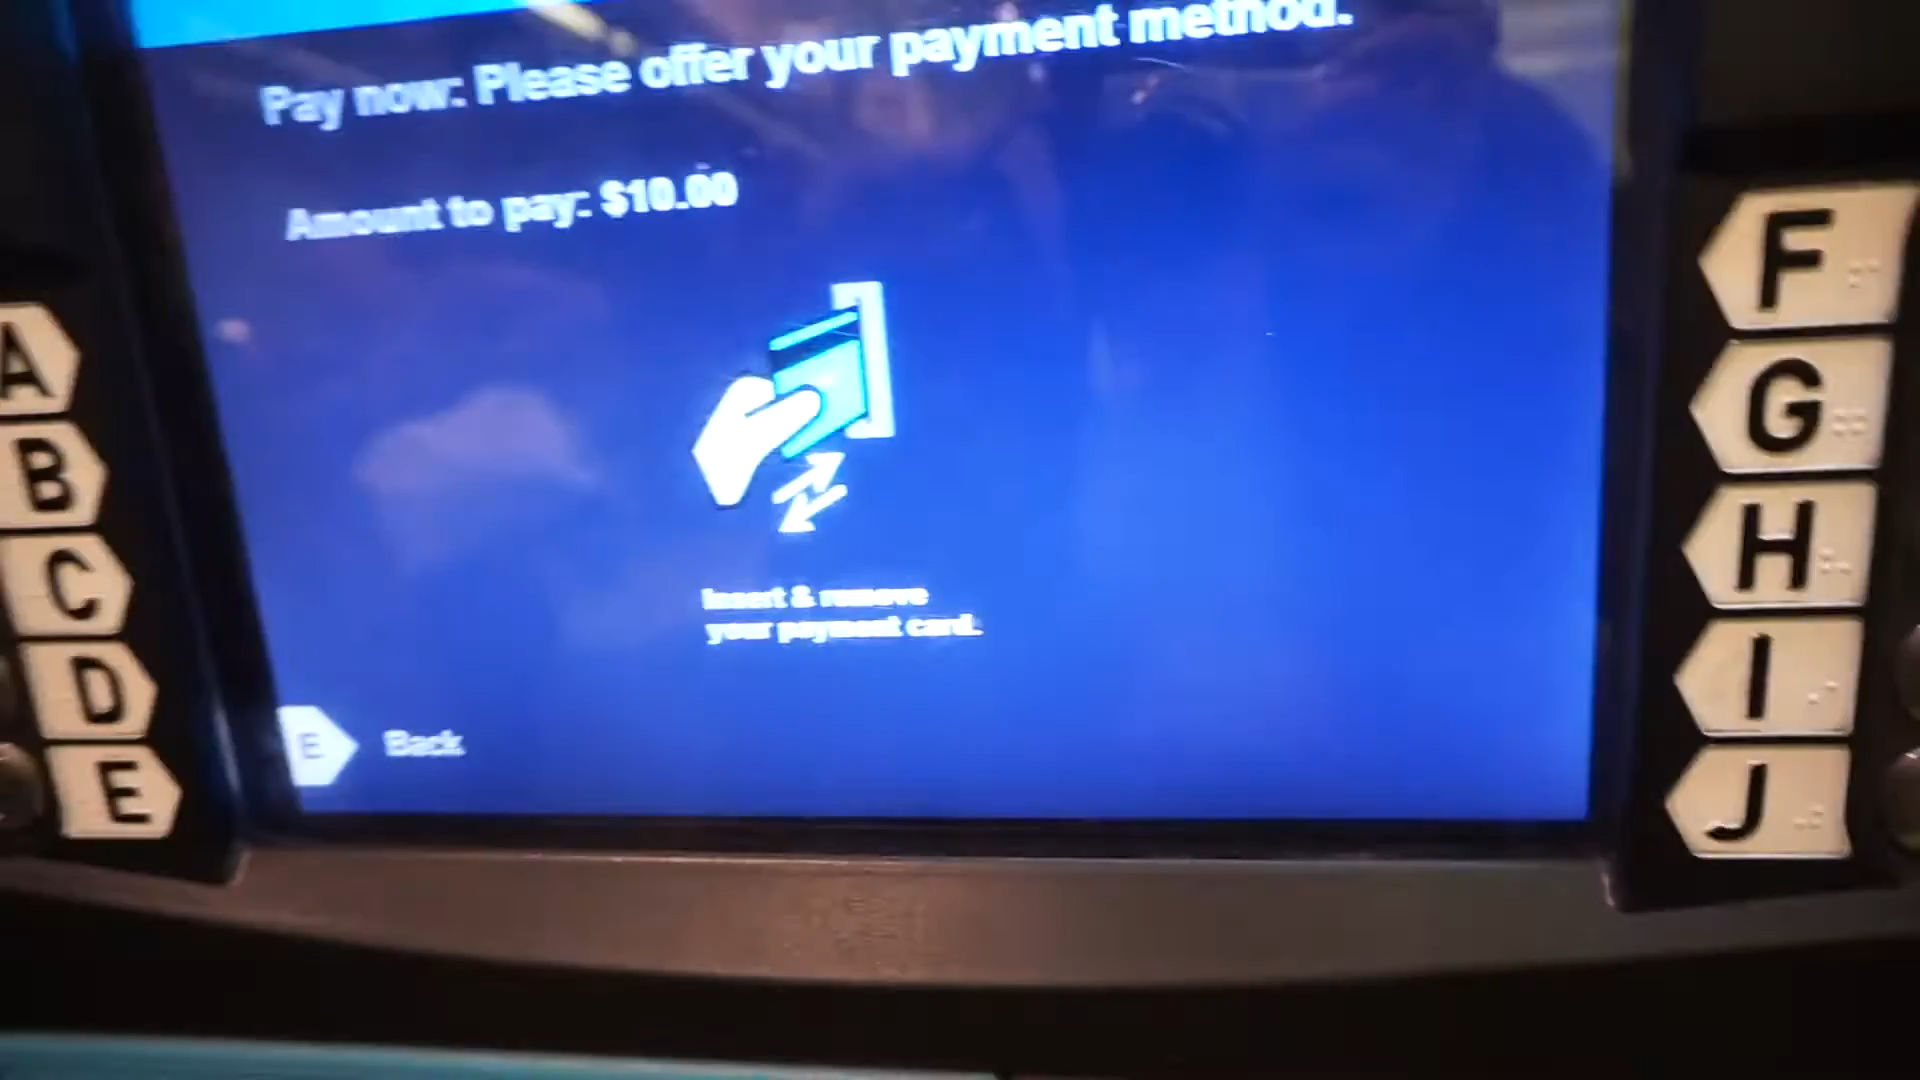 Pay now: Please offer your payment method.
Amount to pay: $10.00
Insert & remove
your payment card.
E Back
A
B
C
D
E
F
G
H
I
J